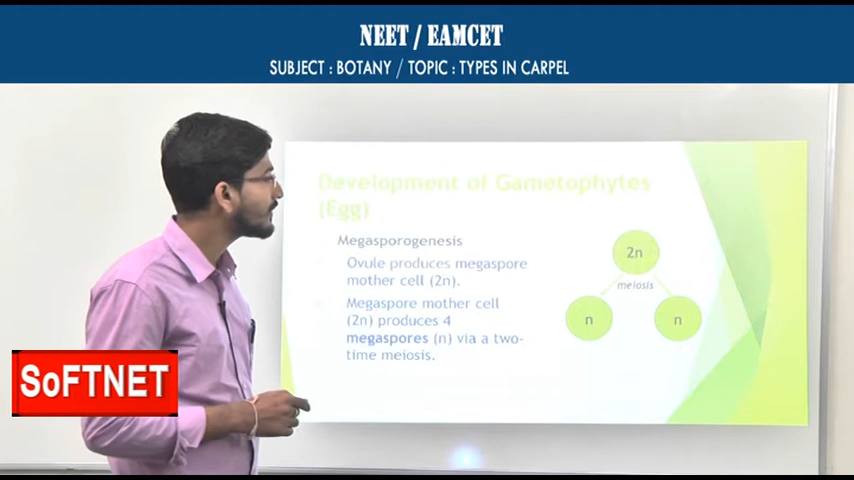 NEET / EAMCET
SUBJECT : BOTANY / TOPIC : TYPES IN CARPEL
Development of Gametophytes
(Egg)
Megasporogenesis
Ovule produces megaspore
mother cell (2n).
Megaspore mother cell
(2n) produces 4
megaspores (n) via a two-
time meiosis.
2n
meiosis
n
n
SoFTNET